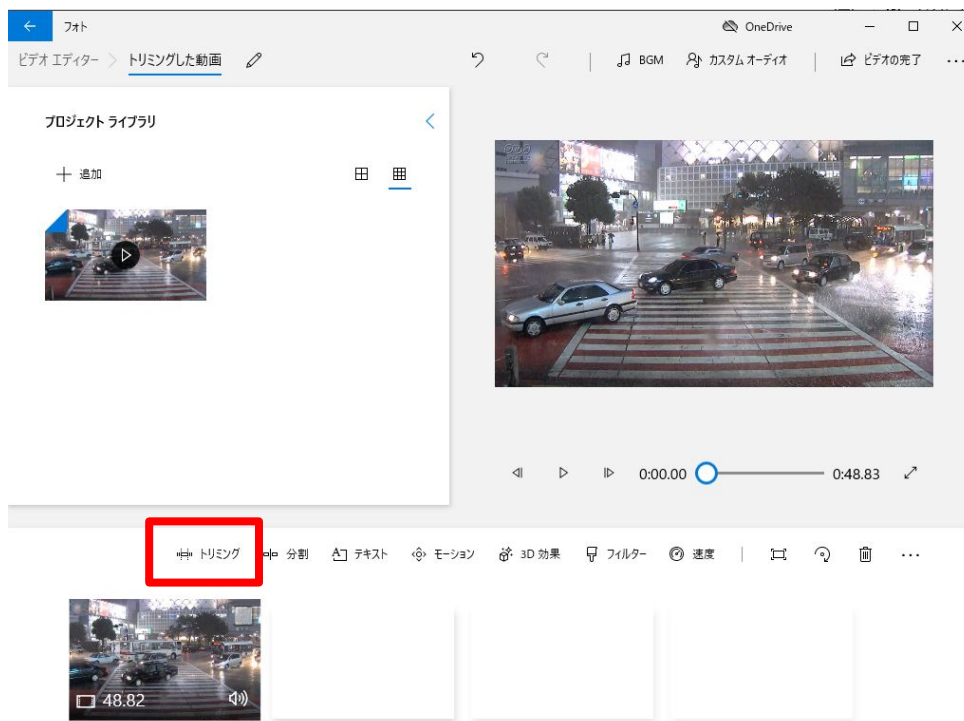 フォト
OneDrive
ビデオ エディター
トリミングした動画
BGM
カスタム オーディオ
ビデオの完了
プロジェクト ライブラリ
追加
0:00.00
0:48.83
トリミング
分割
テキスト
モーション
3D 効果
フィルター
速度
48.82